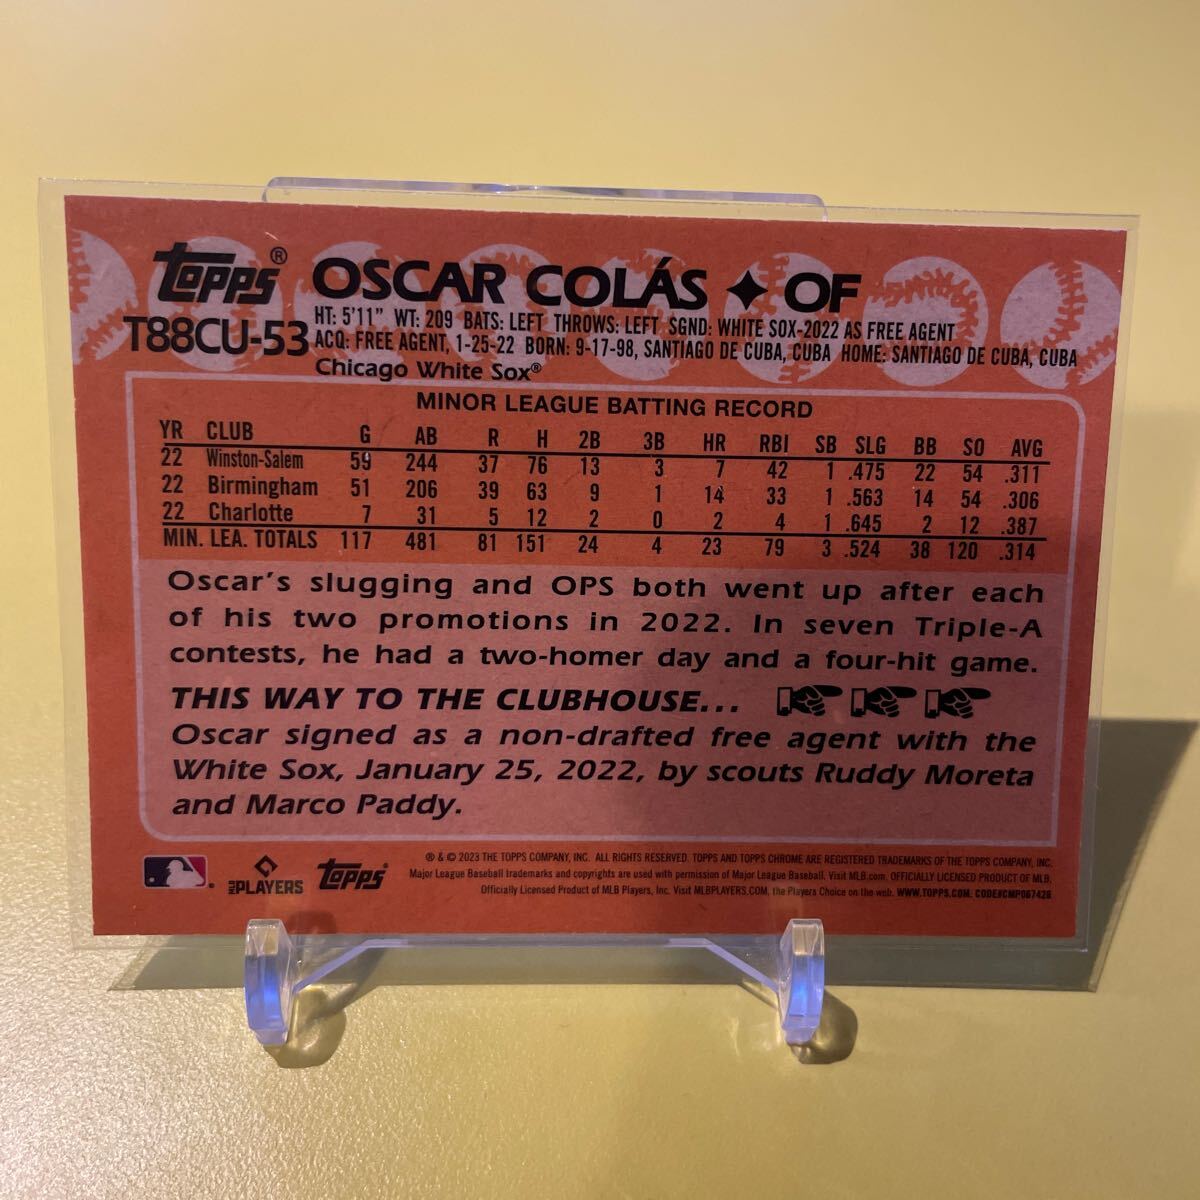 Topps® OSCAR COLÁS ✦ OF
T88CU-53
HT: 5'11" WT: 209 BATS: LEFT THROWS: LEFT SGND: WHITE SOX-2022 AS FREE AGENT
ACQ: FREE AGENT, 1-25-22 BORN: 9-17-98, SANTIAGO DE CUBA, CUBA HOME: SANTIAGO DE CUBA, CUBA
Chicago White Sox®
MINOR LEAGUE BATTING RECORD
YR CLUB G AB R H 2B 3B HR RBI SB SLG BB SO AVG
22 Winston-Salem 59 244 37 76 13 3 7 42 1 .475 22 54 .311
22 Birmingham 51 206 39 63 9 1 14 33 1 .563 14 54 .306
22 Charlotte 7 31 5 12 2 0 2 4 1 .645 2 12 .387
MIN. LEA. TOTALS 117 481 81 151 24 4 23 79 3 .524 38 120 .314
Oscar's slugging and OPS both went up after each
of his two promotions in 2022. In seven Triple-A
contests, he had a two-homer day and a four-hit game.
THIS WAY TO THE CLUBHOUSE...
Oscar signed as a non-drafted free agent with the
White Sox, January 25, 2022, by scouts Ruddy Moreta
and Marco Paddy.
MLB PLAYERS
Topps®
® & © 2023 THE TOPPS COMPANY, INC. ALL RIGHTS RESERVED. TOPPS AND TOPPS CHROME ARE REGISTERED TRADEMARKS OF THE TOPPS COMPANY, INC.
Major League Baseball trademarks and copyrights are used with permission of Major League Baseball. Visit MLB.com. OFFICIALLY LICENSED PRODUCT OF MLB
Officially Licensed Product of MLB Players, Inc. Visit MLBPLAYERS.COM, the Players Choice on the web. WWW.TOPPS.COM. CODE#CMP067426